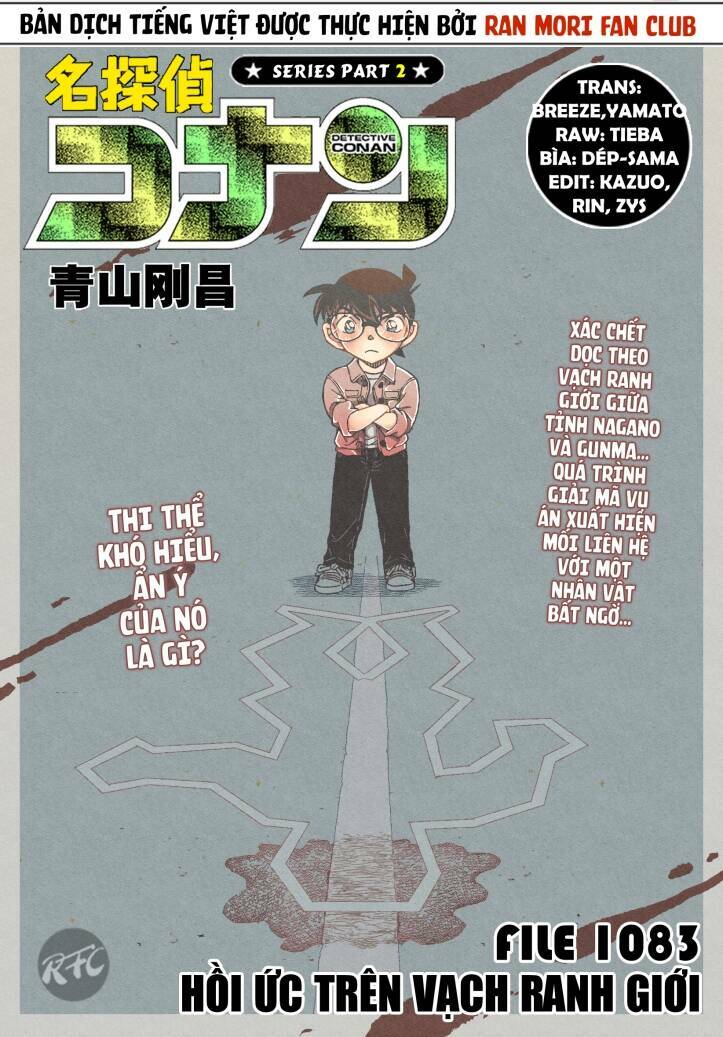 BẢN DỊCH TIẾNG VIỆT ĐƯỢC THỰC HIỆN BỞI RAN MORI FAN CLUB
★ SERIES PART 2 ★
名探偵
コナン
DETECTIVE
CONAN
青山剛昌
TRANS:
BREEZE,YAMATO
RAW: TIEBA
BÌA: DÉP-SAMA
EDIT: KAZUO,
RIN, ZYS
XÁC CHẾT
DỌC THEO
VẠCH RANH
GIỚI GIỮA
TỈNH NAGANO
VÀ GUNMA...
QUÁ TRÌNH
GIẢI MÃ VỤ
ÁN XUẤT HIỆN
MỐI LIÊN HỆ
VỚI MỘT
NHÂN VẬT
BẤT NGỜ...
THI THỂ
KHÓ HIỂU,
ẨN Ý
CỦA NÓ
LÀ GÌ?
RFC
FILE 1083
HỒI ỨC TRÊN VẠCH RANH GIỚI